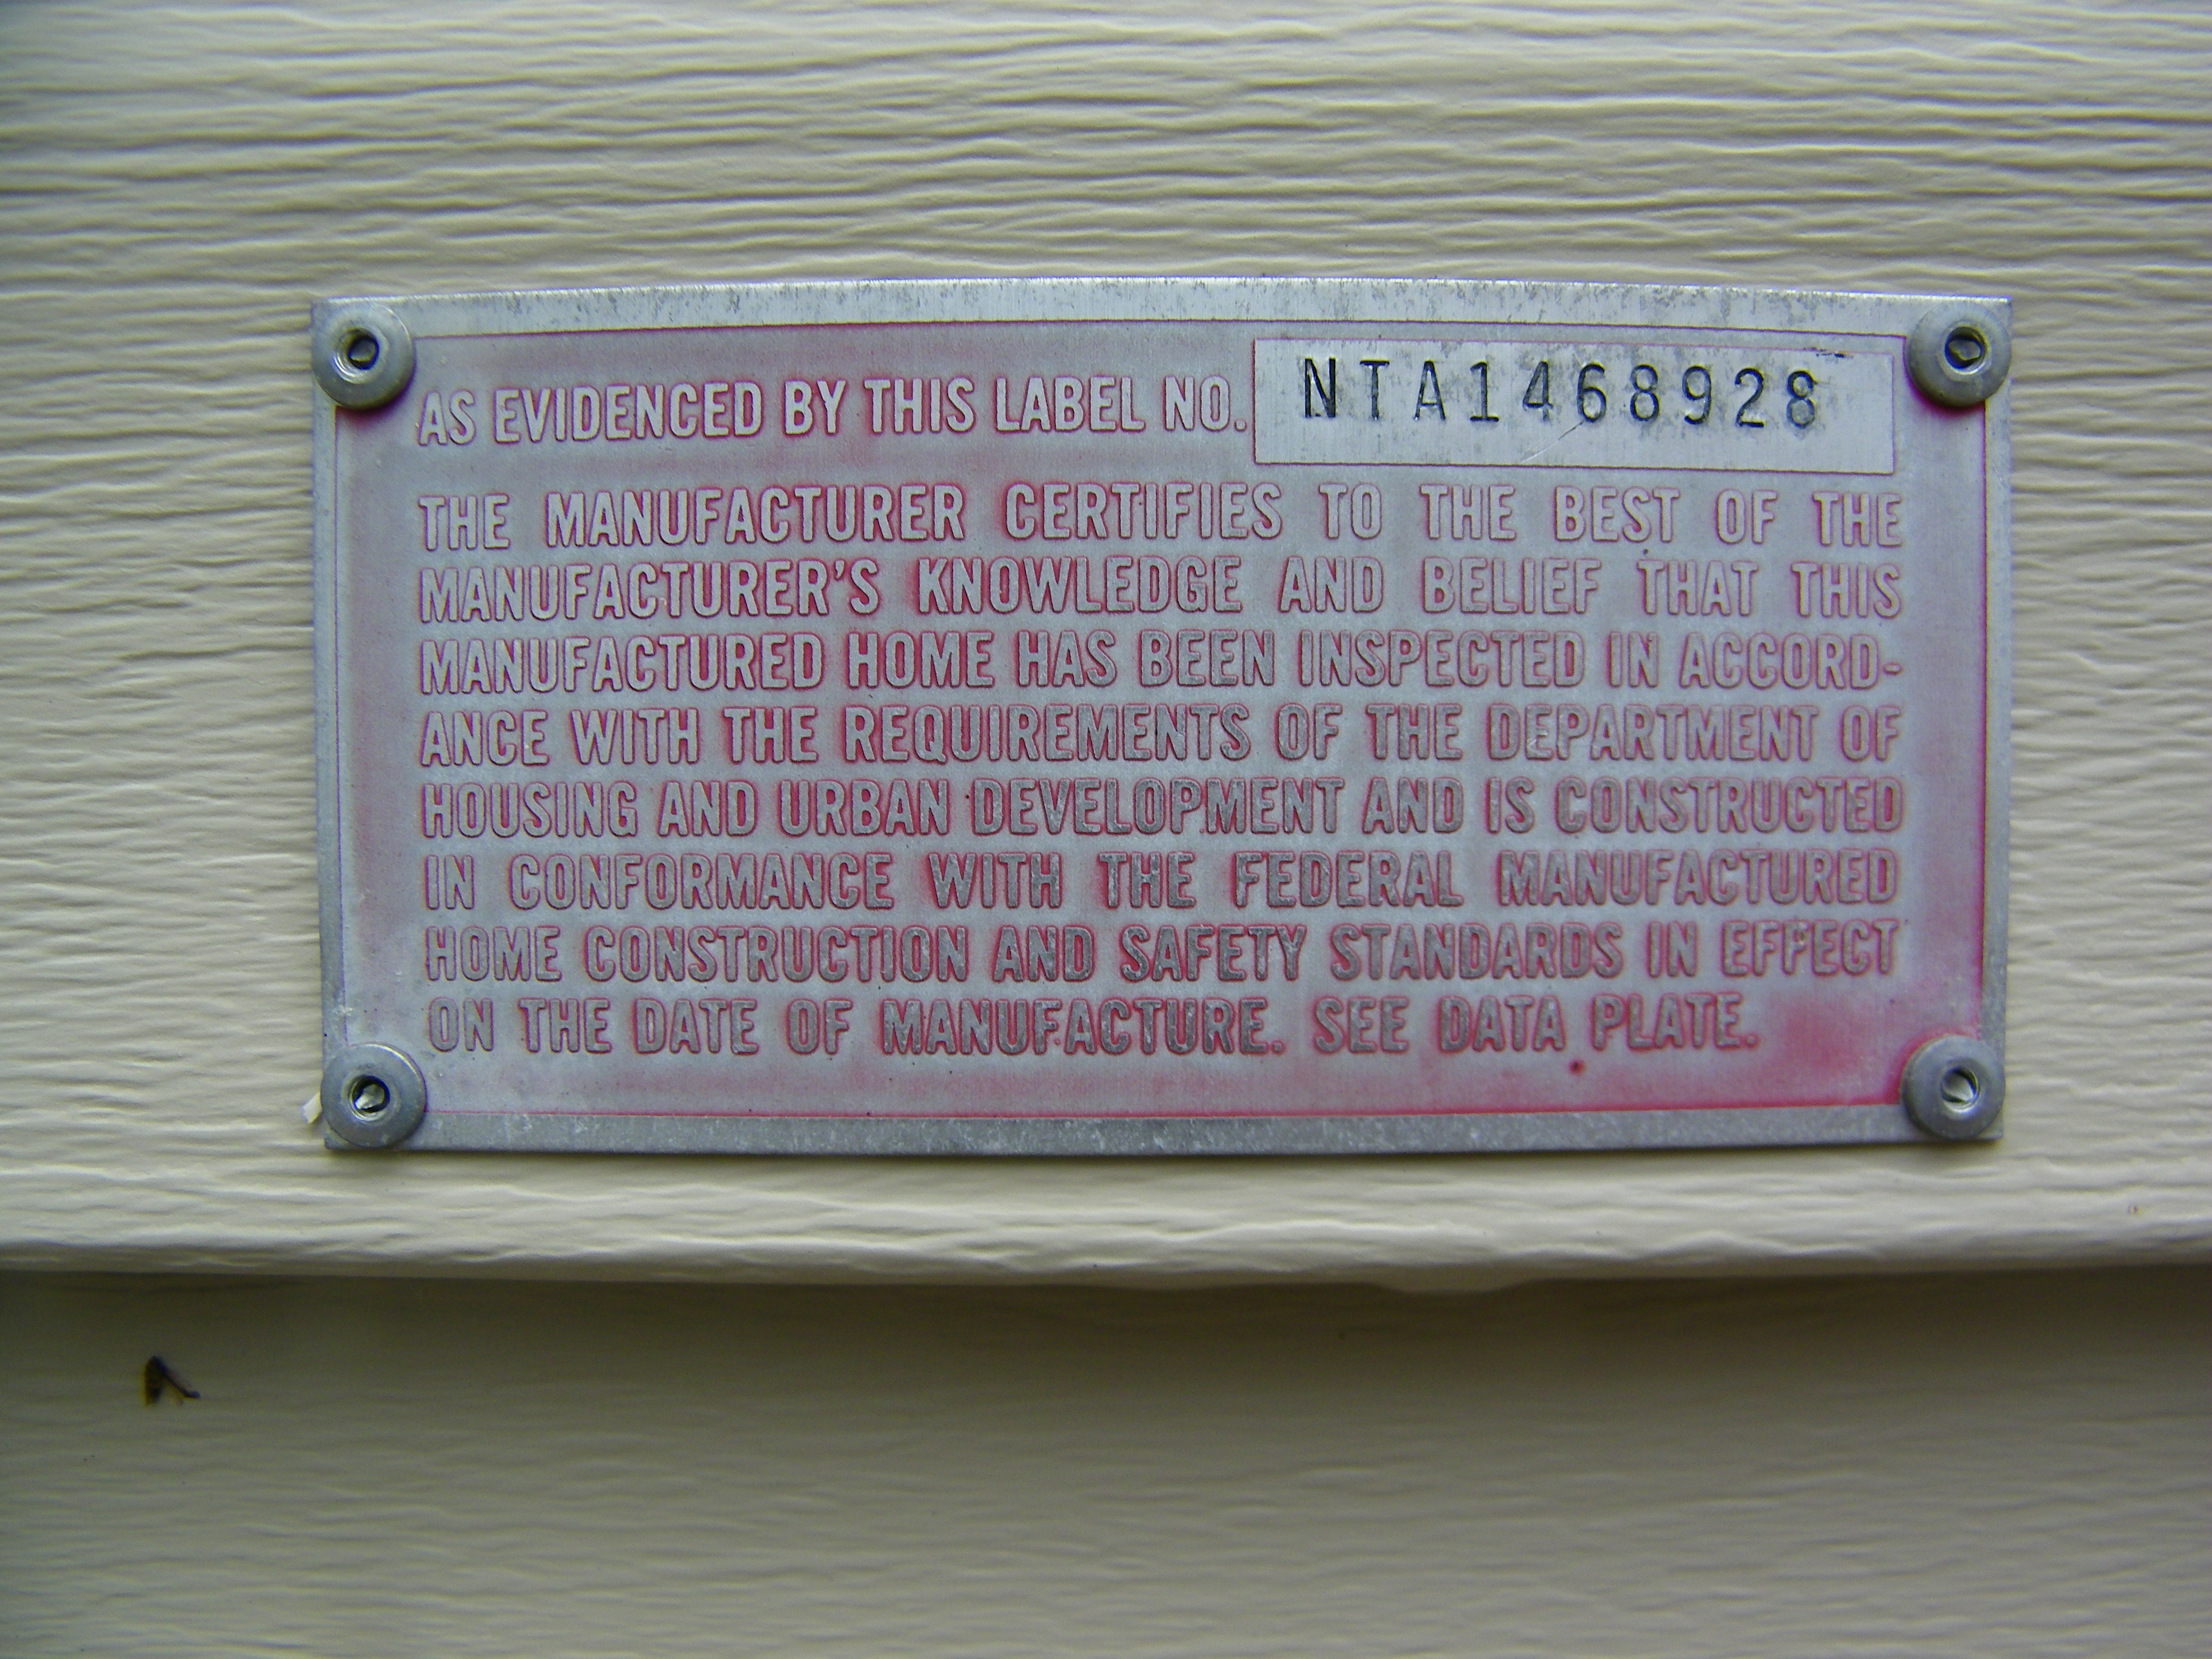 AS EVIDENCED BY THIS LABEL NO. NTA1468928
THE MANUFACTURER CERTIFIES TO THE BEST OF THE
MANUFACTURER'S KNOWLEDGE AND BELIEF THAT THIS
MANUFACTURED HOME HAS BEEN INSPECTED IN ACCORD-
ANCE WITH THE REQUIREMENTS OF THE DEPARTMENT OF
HOUSING AND URBAN DEVELOPMENT AND IS CONSTRUCTED
IN CONFORMANCE WITH THE FEDERAL MANUFACTURED
HOME CONSTRUCTION AND SAFETY STANDARDS IN EFFECT
ON THE DATE OF MANUFACTURE. SEE DATA PLATE.